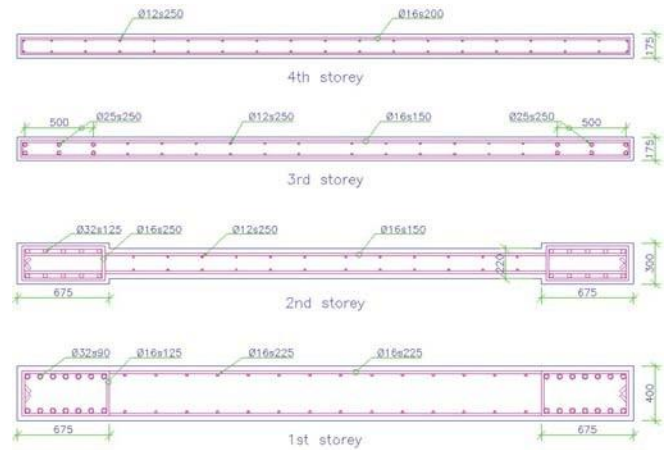 Ø12s250 Ø16s200
175
4th storey
500 Ø25s250 Ø12s250 Ø16s150 Ø25s250 500
175
3rd storey
Ø32s125 Ø16s250 Ø12s250 Ø16s150
220 300
675 675
2nd storey
Ø32s90 Ø16s125 Ø16s225 Ø16s225
400
675 675
1st storey